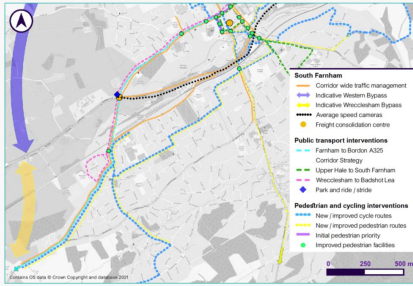 South Farnham
Corridor wide traffic management
Indicative Western Bypass
Indicative Wrecclesham Bypass
Average speed cameras
Freight consolidation centre
Public transport interventions
Farnham to Bordon A325
Corridor Strategy
Upper Hale to South Farnham
Wrecclesham to Badshot Lea
Park and ride / stride
Pedestrian and cycling interventions
New / improved cycle routes
New / improved pedestrian routes
Initial pedestrian priority
Improved pedestrian facilities
0 250 500 m
Contains OS data © Crown Copyright and database 2021